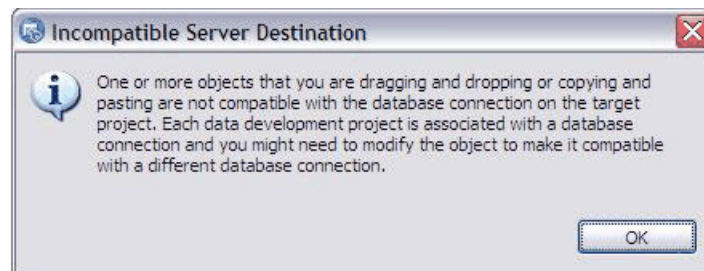 Incompatible Server Destination
One or more objects that you are dragging and dropping or copying and
pasting are not compatible with the database connection on the target
project. Each data development project is associated with a database
connection and you might need to modify the object to make it compatible
with a different database connection.
OK